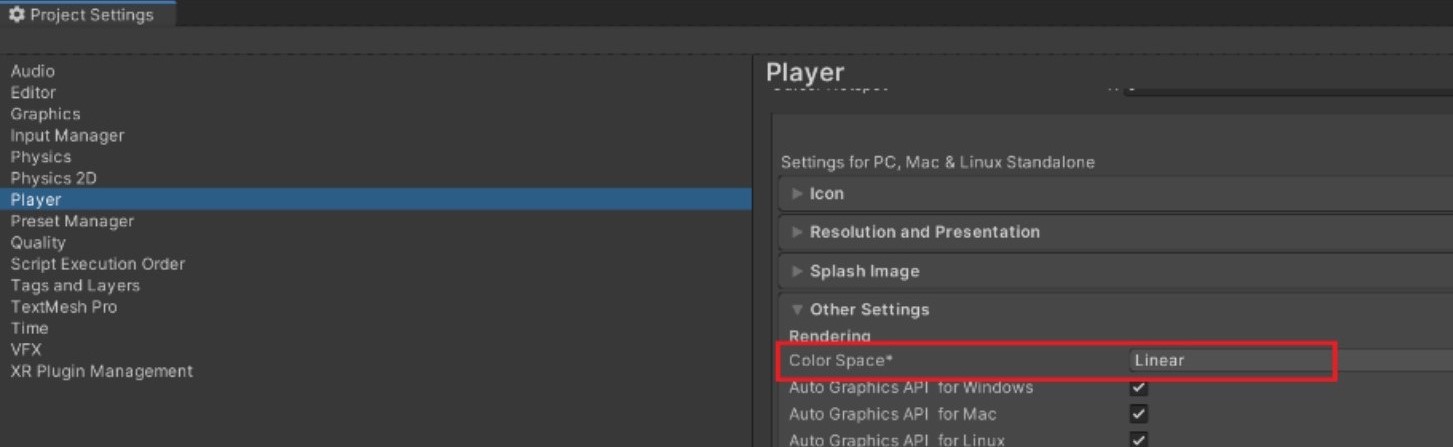 Project Settings
Audio
Editor
Graphics
Input Manager
Physics
Physics 2D
Player
Preset Manager
Quality
Script Execution Order
Tags and Layers
TextMesh Pro
Time
VFX
XR Plugin Management
Player
Settings for PC, Mac & Linux Standalone
Icon
Resolution and Presentation
Splash Image
Other Settings
Rendering
Color Space* Linear
Auto Graphics API for Windows
Auto Graphics API for Mac
Auto Graphics API for Linux